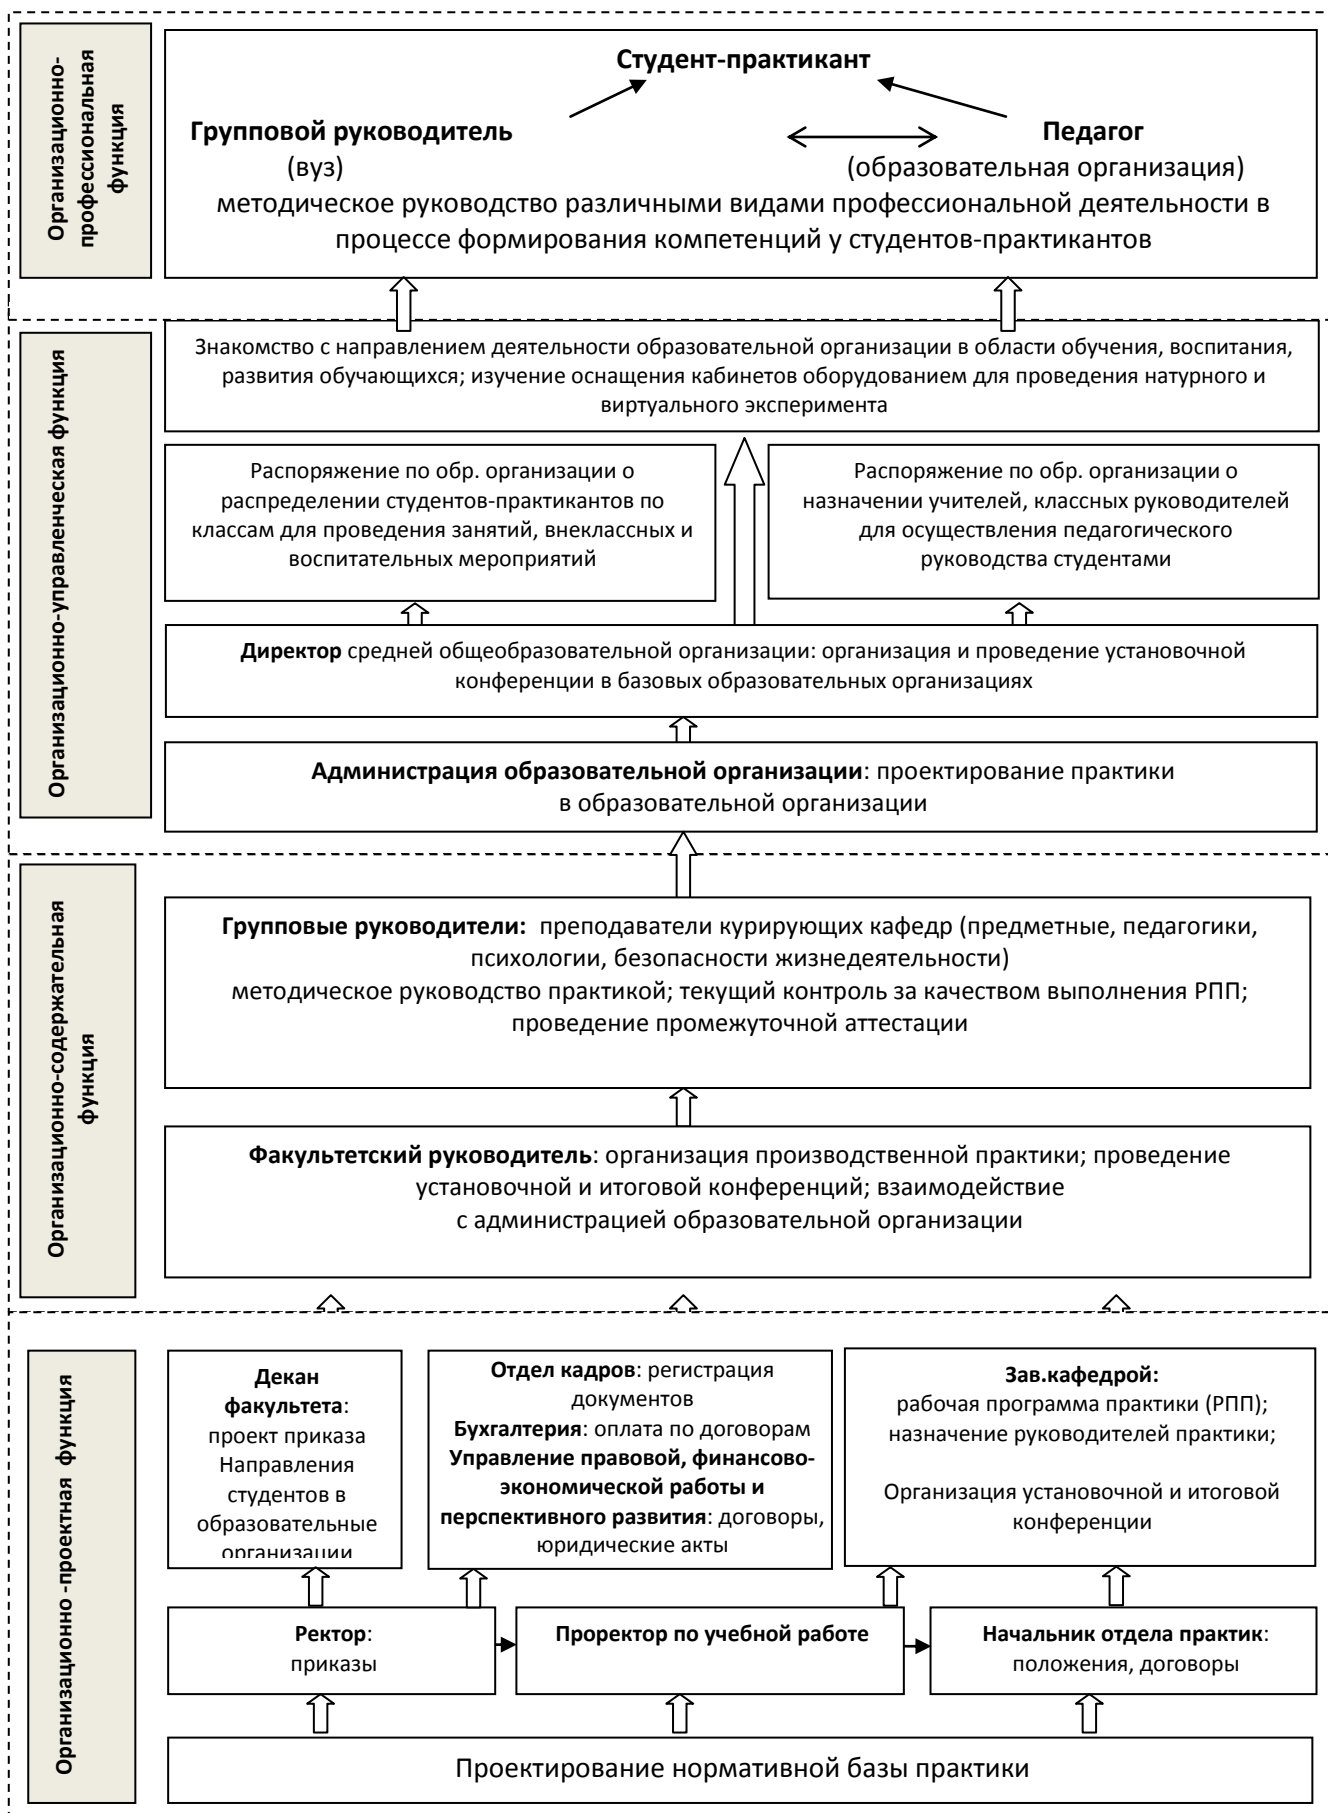 Организационно-
профессиональная
функция
Студент-практикант
Групповой руководитель
Педагог
(вуз)
(образовательная организация)
методическое руководство различными видами профессиональной деятельности в
процессе формирования компетенций у студентов-практикантов
Организационно-управленческая функция
Знакомство с направлением деятельности образовательной организации в области обучения, воспитания,
развития обучающихся; изучение оснащения кабинетов оборудованием для проведения натурного и
виртуального эксперимента
Распоряжение по обр. организации о
распределении студентов-практикантов по
классам для проведения занятий, внеклассных и
воспитательных мероприятий
Распоряжение по обр. организации о
назначении учителей, классных руководителей
для осуществления педагогического
руководства студентами
Директор средней общеобразовательной организации: организация и проведение установочной
конференции в базовых образовательных организациях
Администрация образовательной организации: проектирование практики
в образовательной организации
Организационно-содержательная
функция
Групповые руководители: преподаватели курирующих кафедр (предметные, педагогики,
психологии, безопасности жизнедеятельности)
методическое руководство практикой; текущий контроль за качеством выполнения РПП;
проведение промежуточной аттестации
Факультетский руководитель: организация производственной практики; проведение
установочной и итоговой конференций; взаимодействие
с администрацией образовательной организации
Организационно -проектная функция
Декан
факультета:
проект приказа
Направления
студентов в
образовательные
организации
Отдел кадров: регистрация
документов
Бухгалтерия: оплата по договорам
Управление правовой, финансово-
экономической работы и
перспективного развития: договоры,
юридические акты
Зав.кафедрой:
рабочая программа практики (РПП);
назначение руководителей практики;
Организация установочной и итоговой
конференции
Ректор:
приказы
Проректор по учебной работе
Начальник отдела практик:
положения, договоры
Проектирование нормативной базы практики